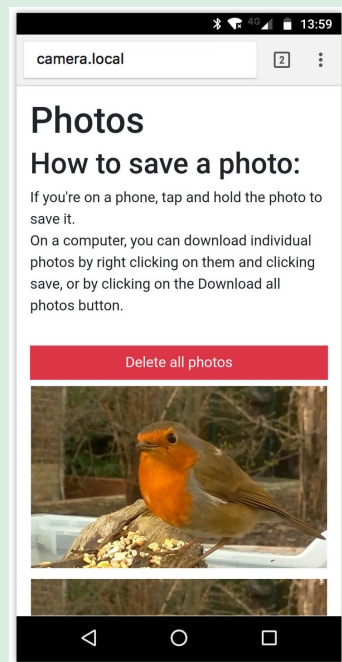 4G 13:59
camera.local 2
Photos
How to save a photo:
If you're on a phone, tap and hold the photo to
save it.
On a computer, you can download individual
photos by right clicking on them and clicking
save, or by clicking on the Download all
photos button.
Delete all photos